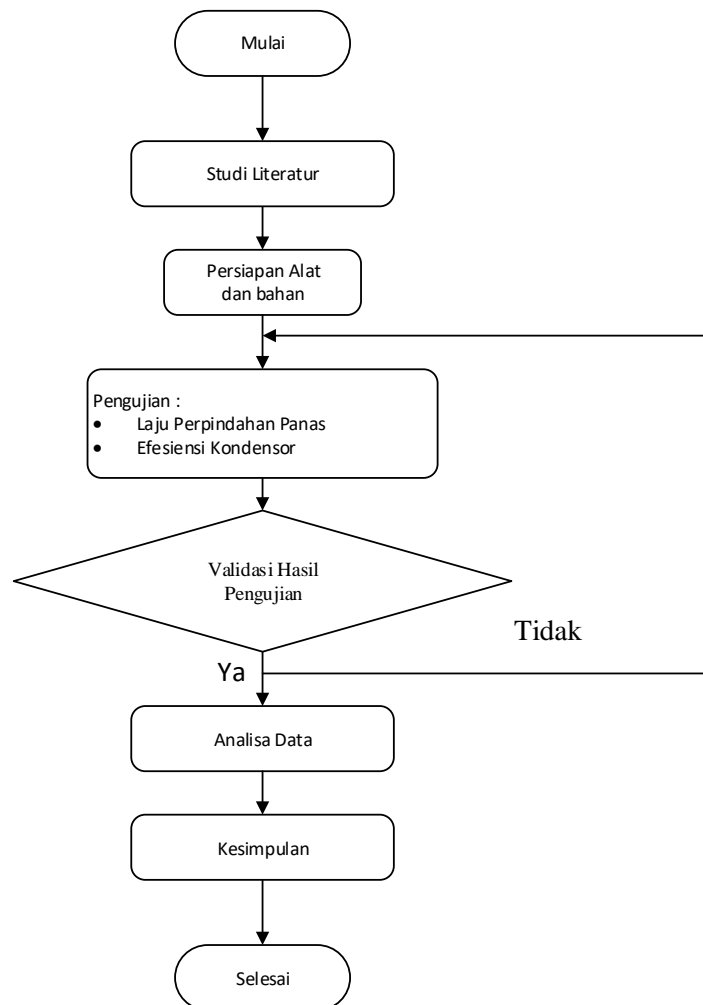 Mulai
Studi Literatur
Persiapan Alat
dan bahan
Pengujian :
• Laju Perpindahan Panas
• Efesiensi Kondensor
Validasi Hasil
Pengujian
Tidak
Ya
Analisa Data
Kesimpulan
Selesai